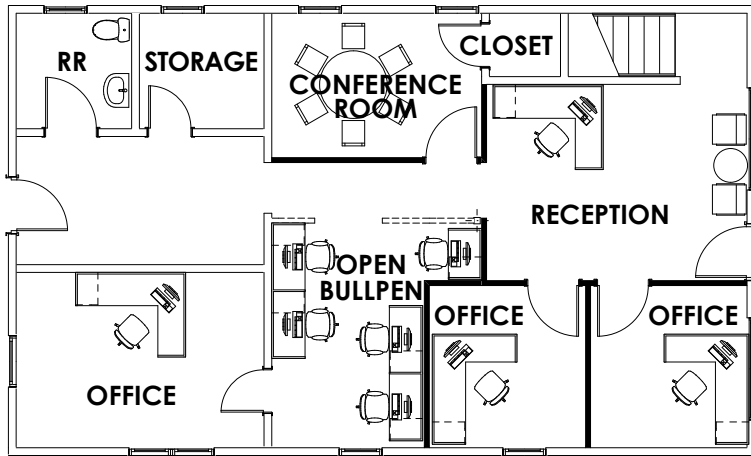 RR
STORAGE
CLOSET
CONFERENCE
ROOM
RECEPTION
OPEN
BULLPEN
OFFICE
OFFICE
OFFICE